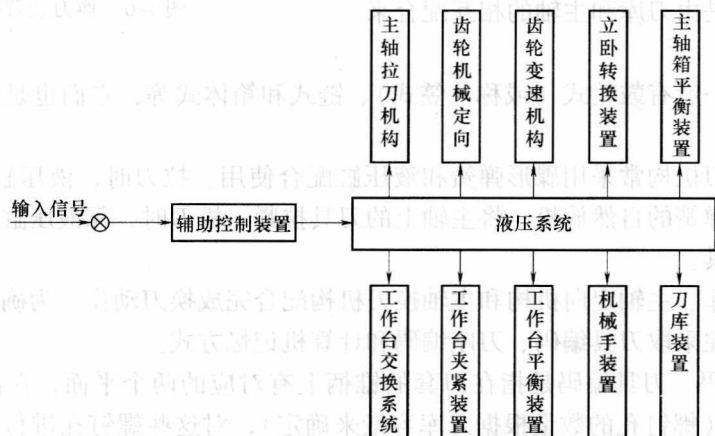 主轴拉刀机构
齿轮机械定向
齿轮变速机构
立卧转换装置
主轴箱平衡装置
输入信号
辅助控制装置
液压系统
工作台交换系统
工作台夹紧装置
工作台平衡装置
机械手装置
刀库装置